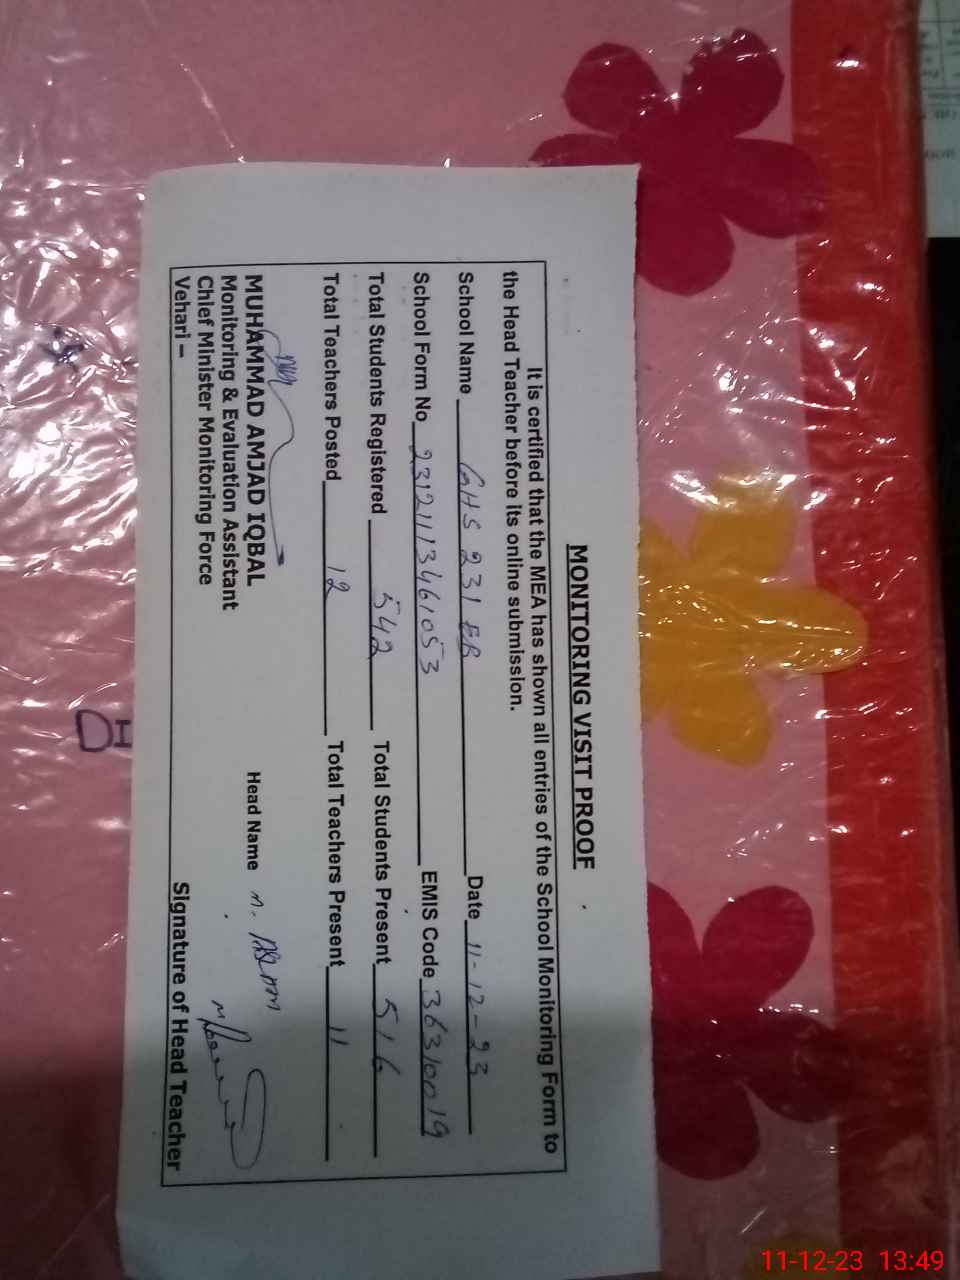 MONITORING VISIT PROOF
It is certified that the MEA has shown all entries of the School Monitoring Form to
the Head Teacher before its online submission.
School Name GHS 231 EB Date 11-12-23
School Form No 23121113461053 EMIS Code 36310019
Total Students Registered 542 Total Students Present 516
Total Teachers Posted 12 Total Teachers Present 11
MUHAMMAD AMJAD IQBAL
Monitoring & Evaluation Assistant
Chief Minister Monitoring Force
Vehari –
Head Name M. Akram
Signature of Head Teacher
11-12-23 13:49